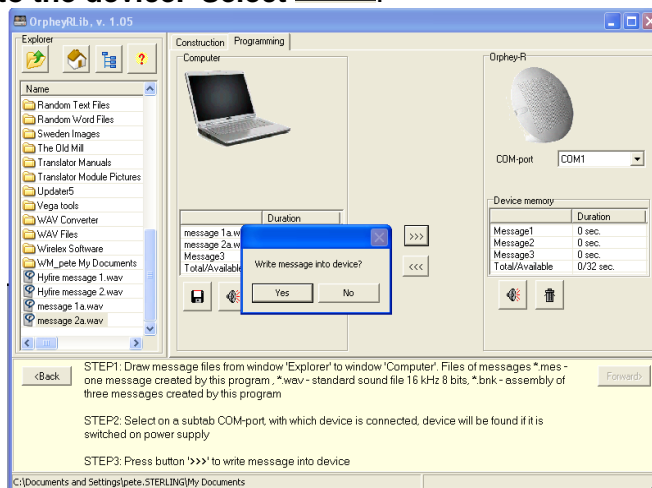 to the device. Select
OrpheyRLib, v. 1.05
Explorer
Construction Programming
Computer
Orphey-R
Name
Random Text Files
Random Word Files
Sweden Images
The Old Mill
Translator Manuals
Translator Module Pictures
Updater5
Vega tools
WAV Converter
WAV Files
Wirelex Software
WM_pete My Documents
Hyfire message 1.wav
Hyfire message 2.wav
message 1a.wav
message 2a.wav
COM-port COM1
Duration
message 1a.w
message 2a.w
Message3
Total/Available
Write message into device?
Yes No
>>>
<<<
Device memory
Duration
Message1 0 sec.
Message2 0 sec.
Message3 0 sec.
Total/Available 0/32 sec.
<Back
STEP1: Draw message files from window 'Explorer' to window 'Computer'. Files of messages *.mes -
one message created by this program , *.wav - standard sound file 16 kHz 8 bits, *.bnk - assembly of
three messages created by this program
Forward>
STEP2: Select on a subtab COM-port, with which device is connected, device will be found if it is
switched on power supply
STEP3: Press button '>>>' to write message into device
C:\Documents and Settings\pete.STERLING\My Documents